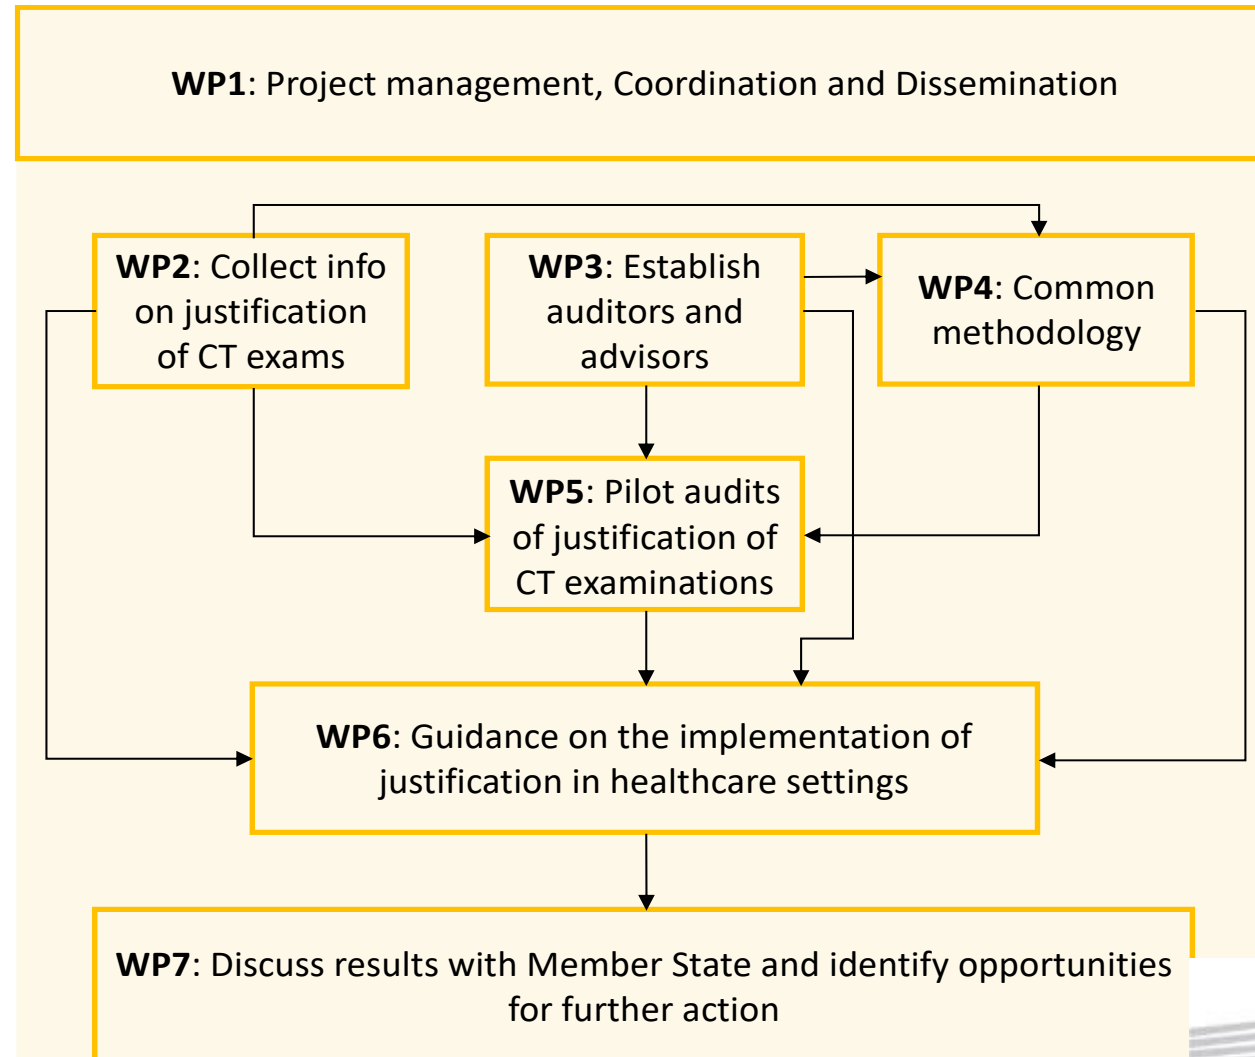 WP1: Project management, Coordination and Dissemination
WP2: Collect info
on justification
of CT exams
WP3: Establish
auditors and
advisors
WP4: Common
methodology
WP5: Pilot audits
of justification of
CT examinations
WP6: Guidance on the implementation of
justification in healthcare settings
WP7: Discuss results with Member State and identify opportunities
for further action